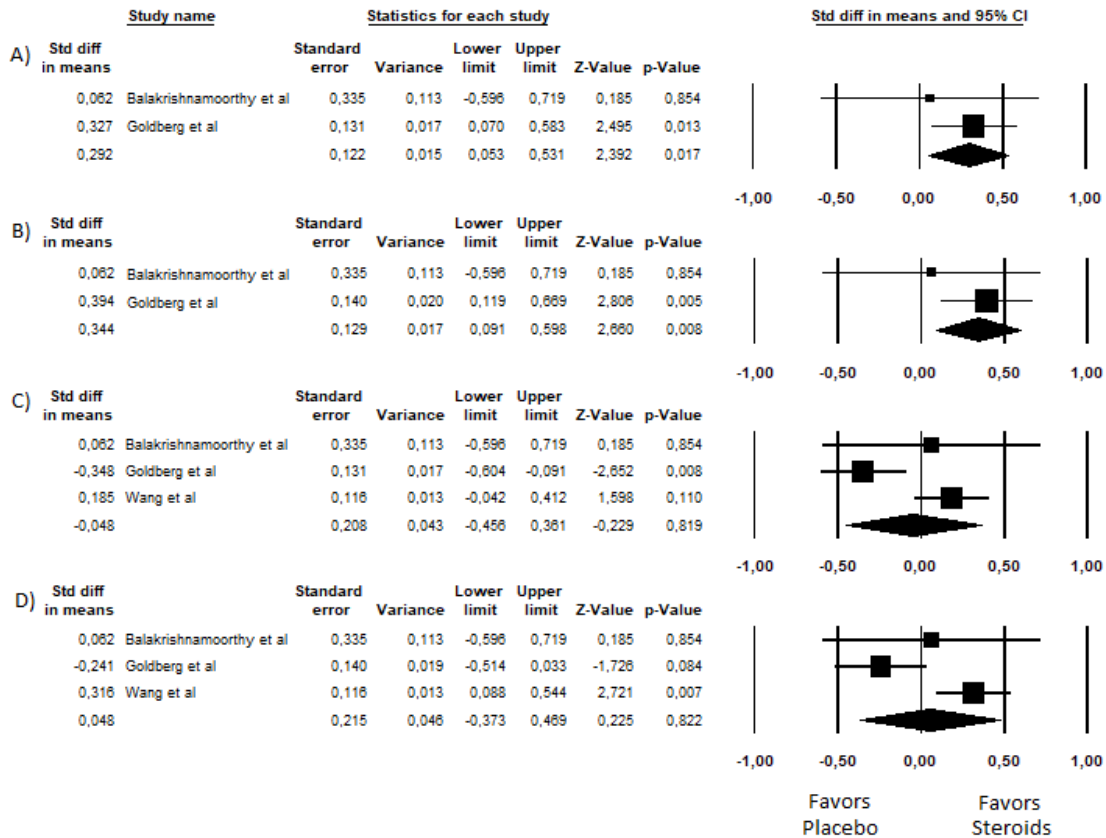 Study name Statistics for each study Std diff in means and 95% CI
A) Std diff in means Standard error Variance Lower limit Upper limit Z-Value p-Value
0,062 Balakrishnamoorthy et al 0,335 0,113 -0,596 0,719 0,185 0,854
0,327 Goldberg et al 0,131 0,017 0,070 0,583 2,495 0,013
0,292 0,122 0,015 0,053 0,531 2,392 0,017
-1,00 -0,50 0,00 0,50 1,00
B) Std diff in means Standard error Variance Lower limit Upper limit Z-Value p-Value
0,062 Balakrishnamoorthy et al 0,335 0,113 -0,596 0,719 0,185 0,854
0,394 Goldberg et al 0,140 0,020 0,119 0,669 2,806 0,005
0,344 0,129 0,017 0,091 0,598 2,660 0,008
-1,00 -0,50 0,00 0,50 1,00
C) Std diff in means Standard error Variance Lower limit Upper limit Z-Value p-Value
0,062 Balakrishnamoorthy et al 0,335 0,113 -0,596 0,719 0,185 0,854
-0,348 Goldberg et al 0,131 0,017 -0,604 -0,091 -2,652 0,008
0,185 Wang et al 0,116 0,013 -0,042 0,412 1,598 0,110
-0,048 0,208 0,043 -0,456 0,361 -0,229 0,819
-1,00 -0,50 0,00 0,50 1,00
D) Std diff in means Standard error Variance Lower limit Upper limit Z-Value p-Value
0,062 Balakrishnamoorthy et al 0,335 0,113 -0,596 0,719 0,185 0,854
-0,241 Goldberg et al 0,140 0,019 -0,514 0,033 -1,726 0,084
0,316 Wang et al 0,116 0,013 0,088 0,544 2,721 0,007
0,048 0,215 0,046 -0,373 0,469 0,225 0,822
-1,00 -0,50 0,00 0,50 1,00
Favors Placebo Favors Steroids